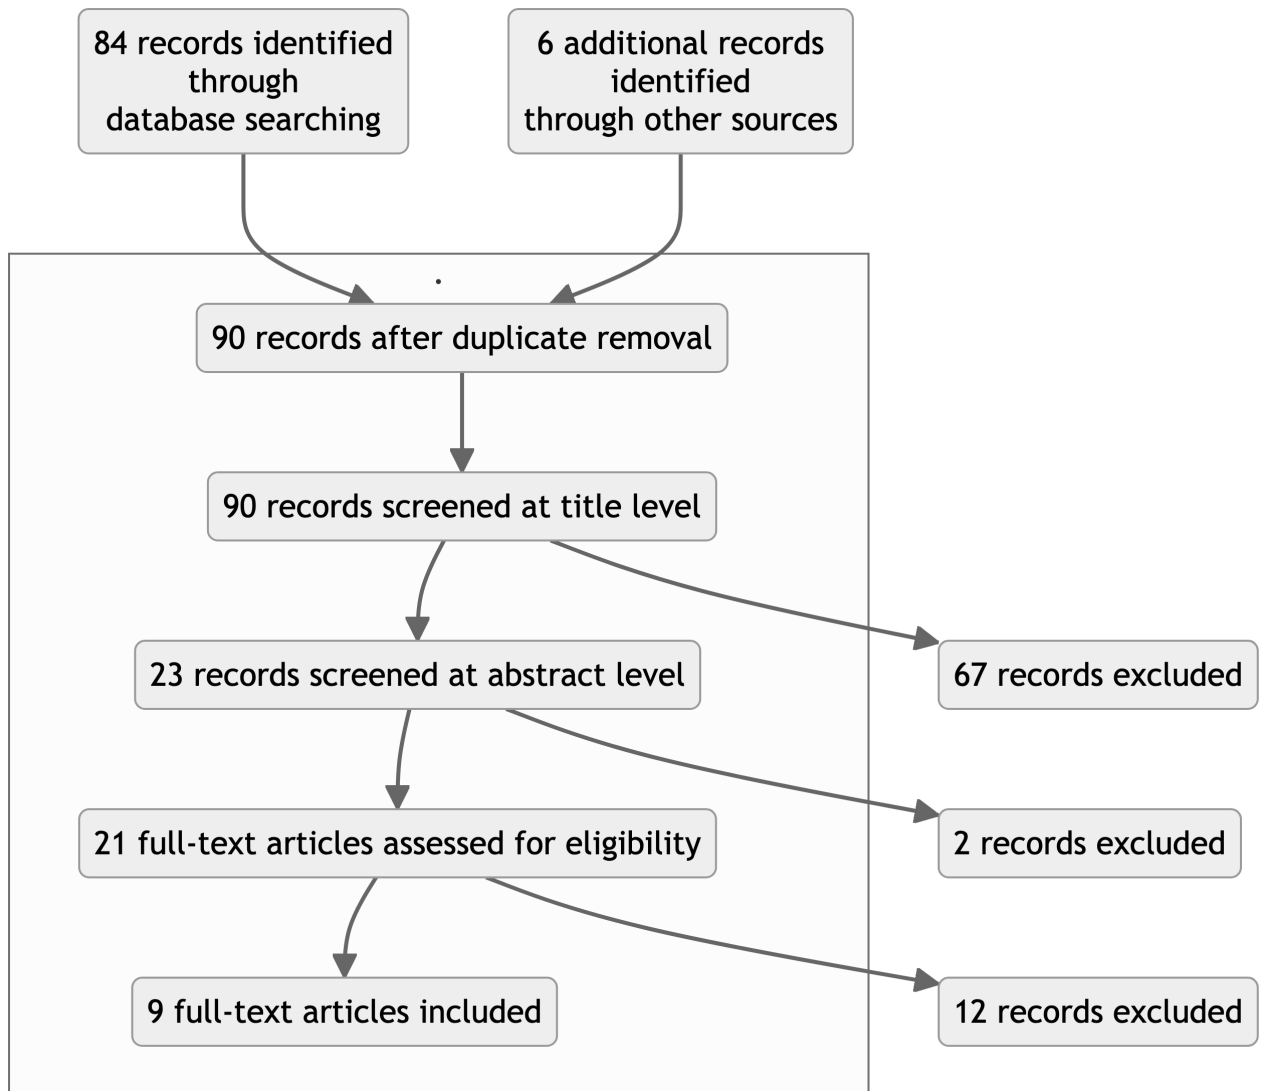 84 records identified
through
database searching
6 additional records
identified
through other sources
.
90 records after duplicate removal
90 records screened at title level
23 records screened at abstract level
67 records excluded
21 full-text articles assessed for eligibility
2 records excluded
9 full-text articles included
12 records excluded